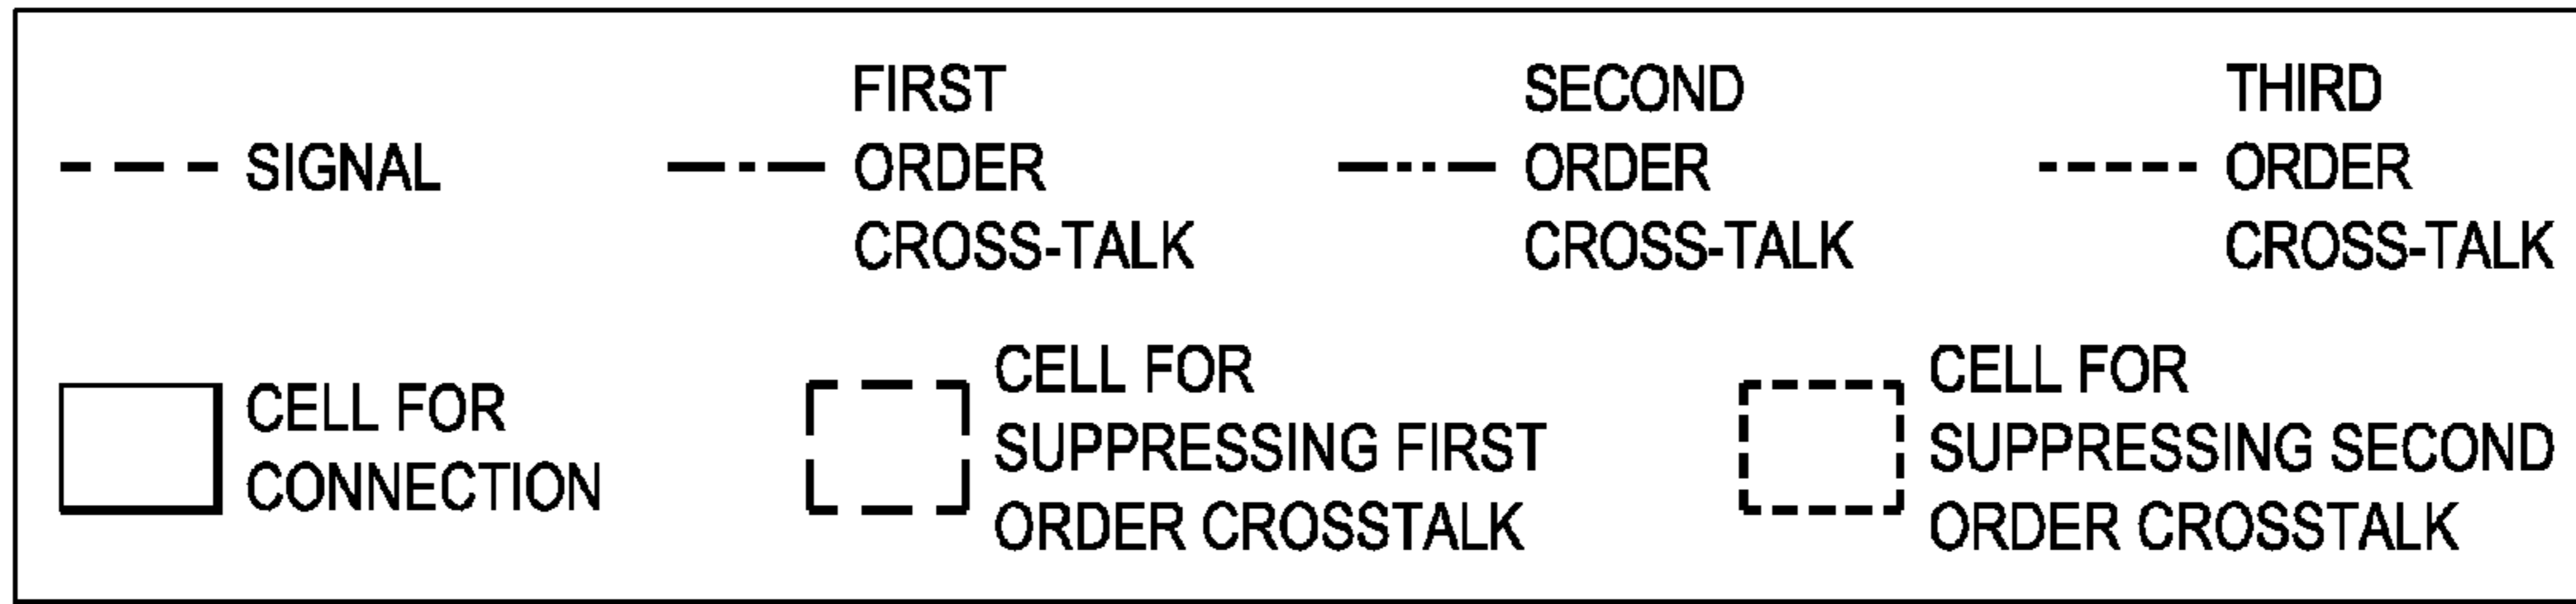 SIGNAL
FIRST
ORDER
CROSS-TALK
SECOND
ORDER
CROSS-TALK
THIRD
ORDER
CROSS-TALK
CELL FOR
CONNECTION
CELL FOR
SUPPRESSING FIRST
ORDER CROSSTALK
CELL FOR
SUPPRESSING SECOND
ORDER CROSSTALK